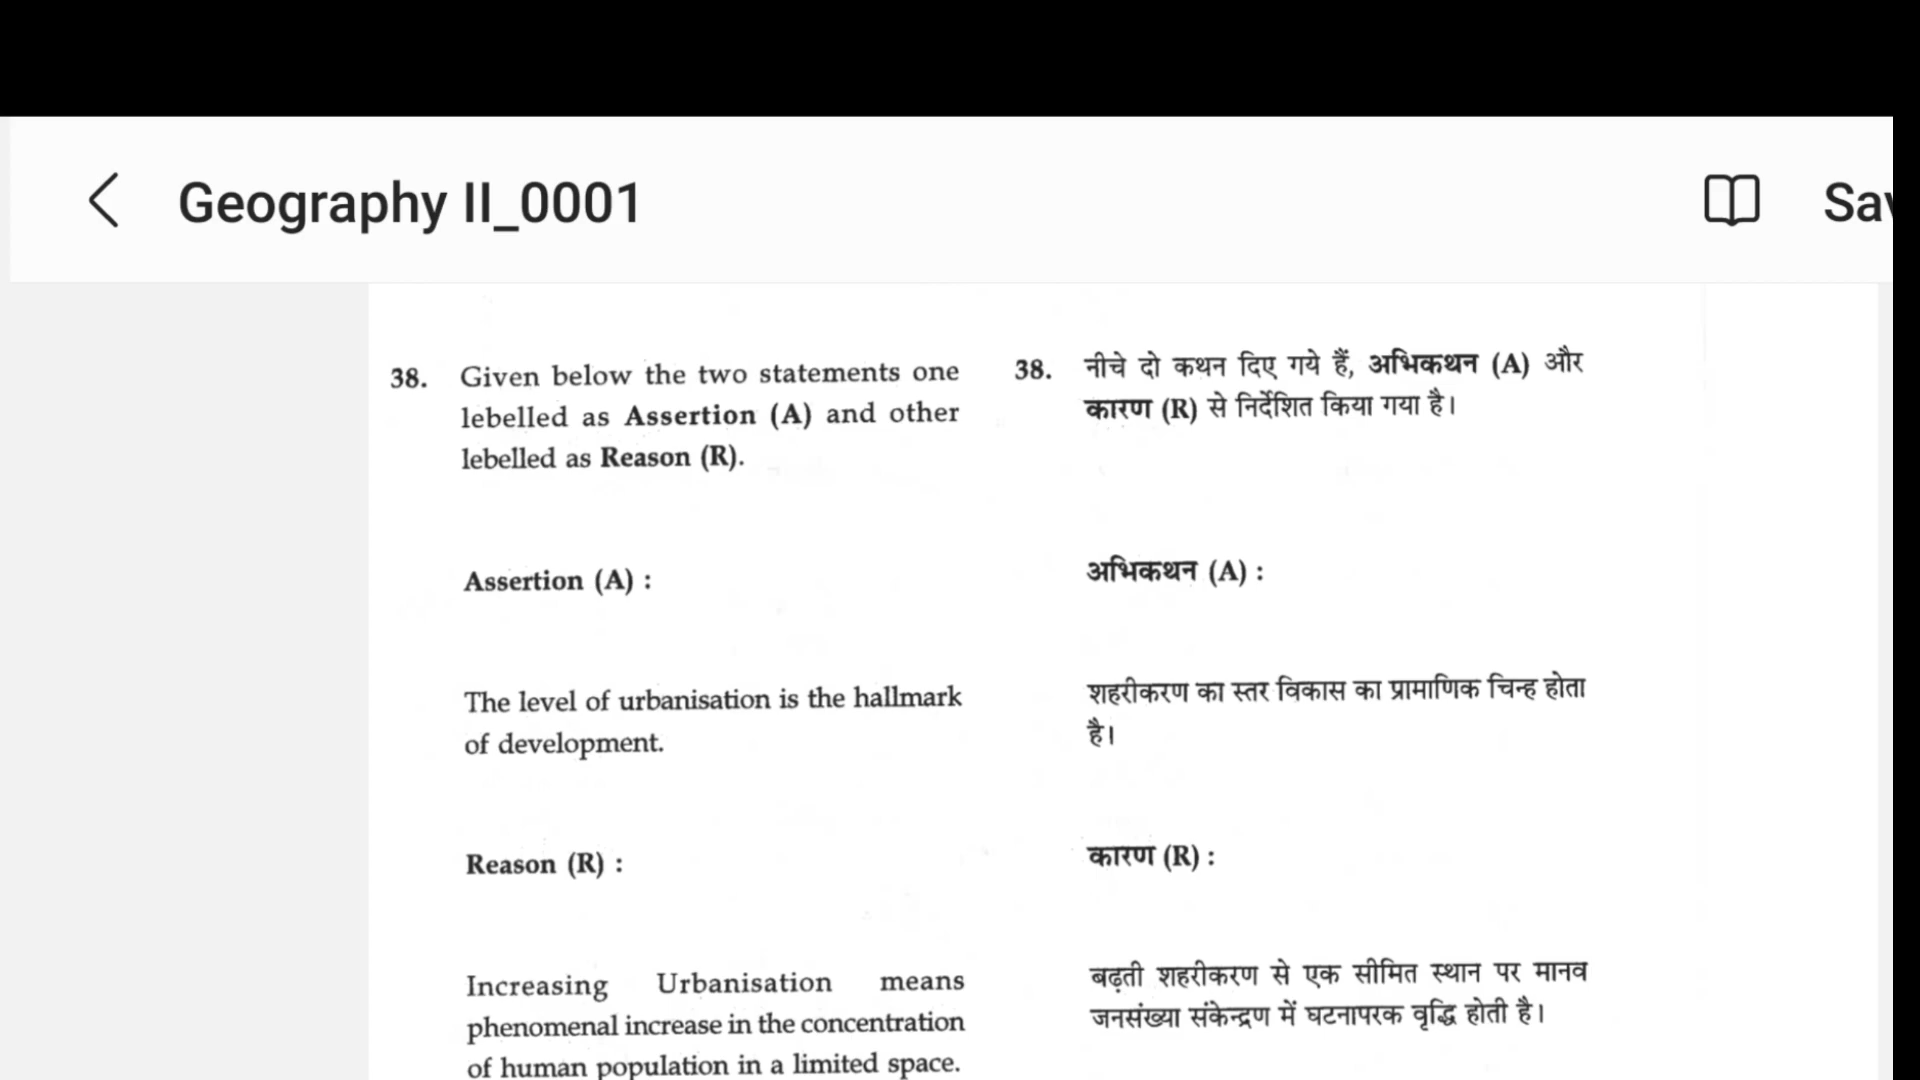 Geography II_0001
Sav
38. Given below the two statements one
lebelled as Assertion (A) and other
lebelled as Reason (R).
Assertion (A) :
The level of urbanisation is the hallmark
of development.
Reason (R) :
Increasing Urbanisation means
phenomenal increase in the concentration
of human population in a limited space.
38. नीचे दो कथन दिए गये हैं, अभिकथन (A) और
कारण (R) से निर्देशित किया गया है।
अभिकथन (A) :
शहरीकरण का स्तर विकास का प्रामाणिक चिन्ह होता
है।
कारण (R) :
बढ़ती शहरीकरण से एक सीमित स्थान पर मानव
जनसंख्या संकेन्द्रण में घटनापरक वृद्धि होती है।